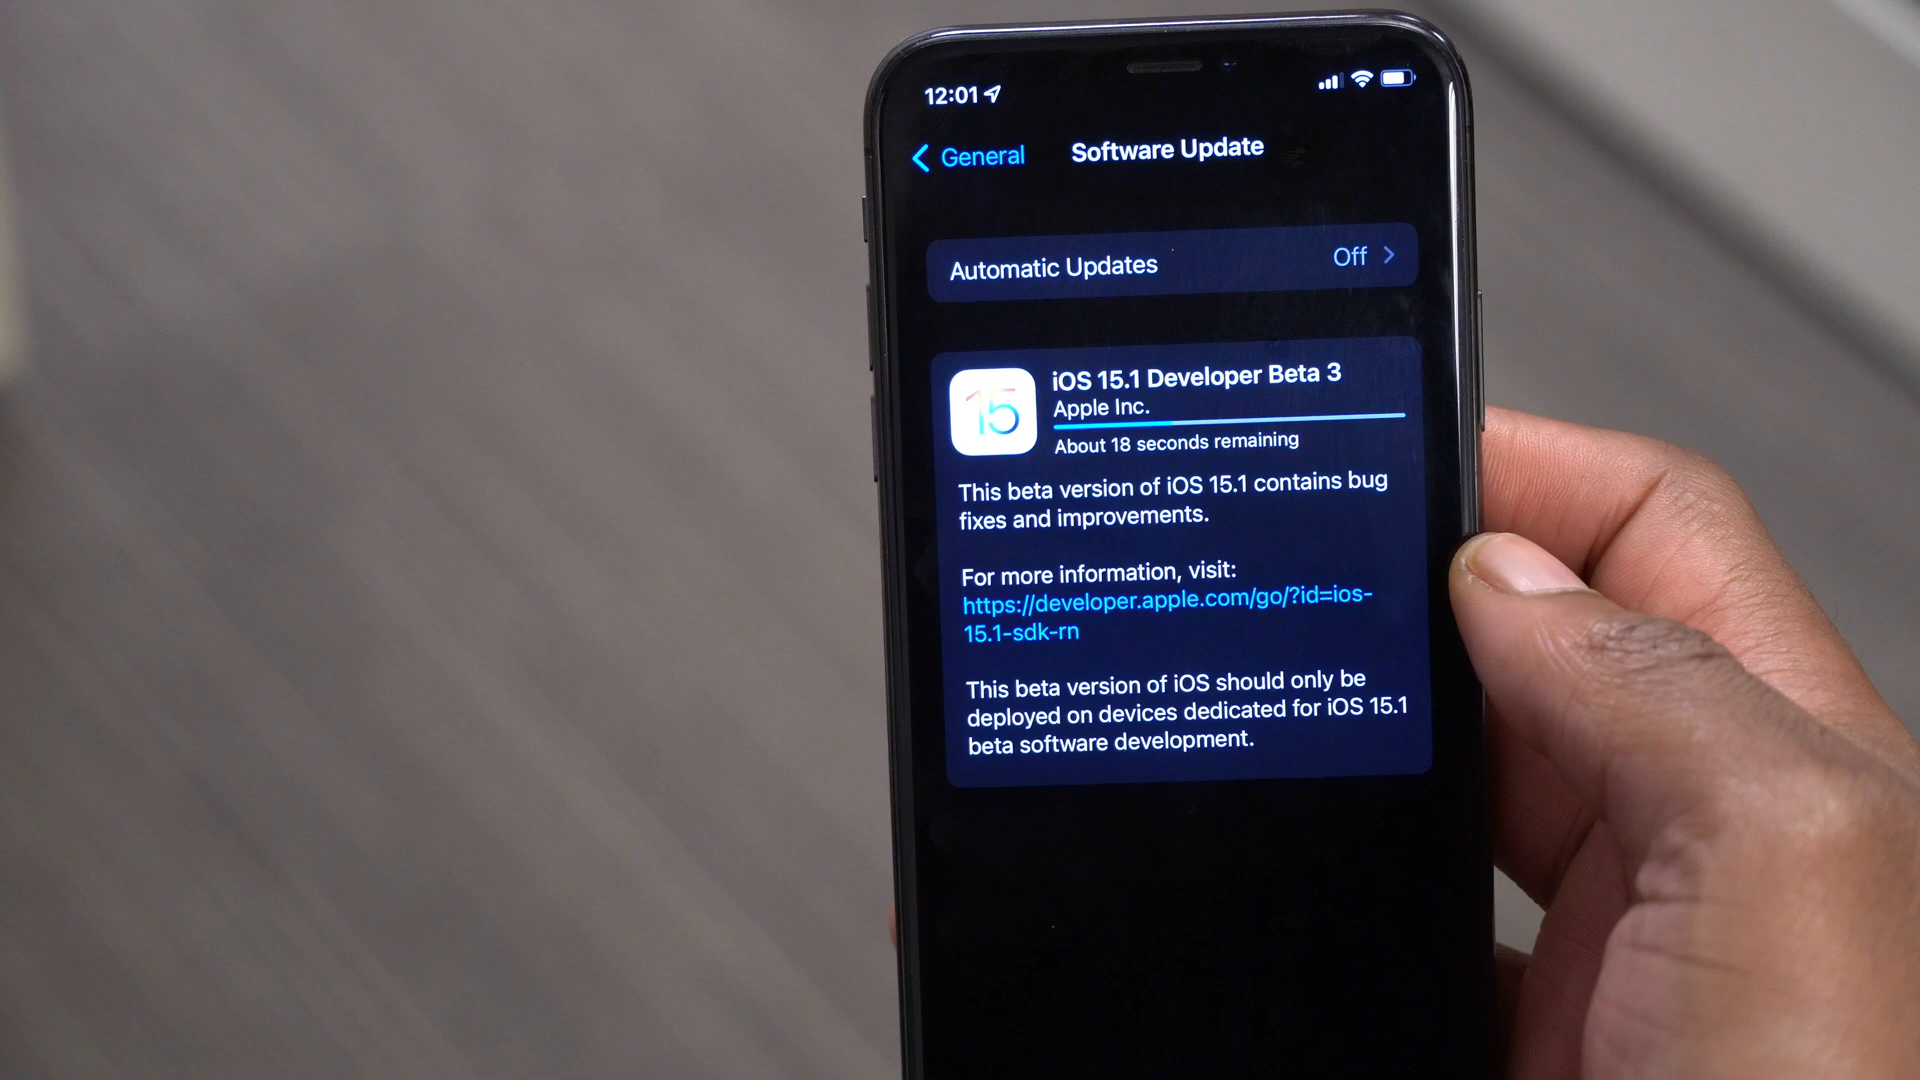 12:01
General
Software Update
Automatic Updates
Off
15
iOS 15.1 Developer Beta 3
Apple Inc.
About 18 seconds remaining
This beta version of iOS 15.1 contains bug
fixes and improvements.
For more information, visit:
https://developer.apple.com/go/?id=ios-
15.1-sdk-rn
This beta version of iOS should only be
deployed on devices dedicated for iOS 15.1
beta software development.